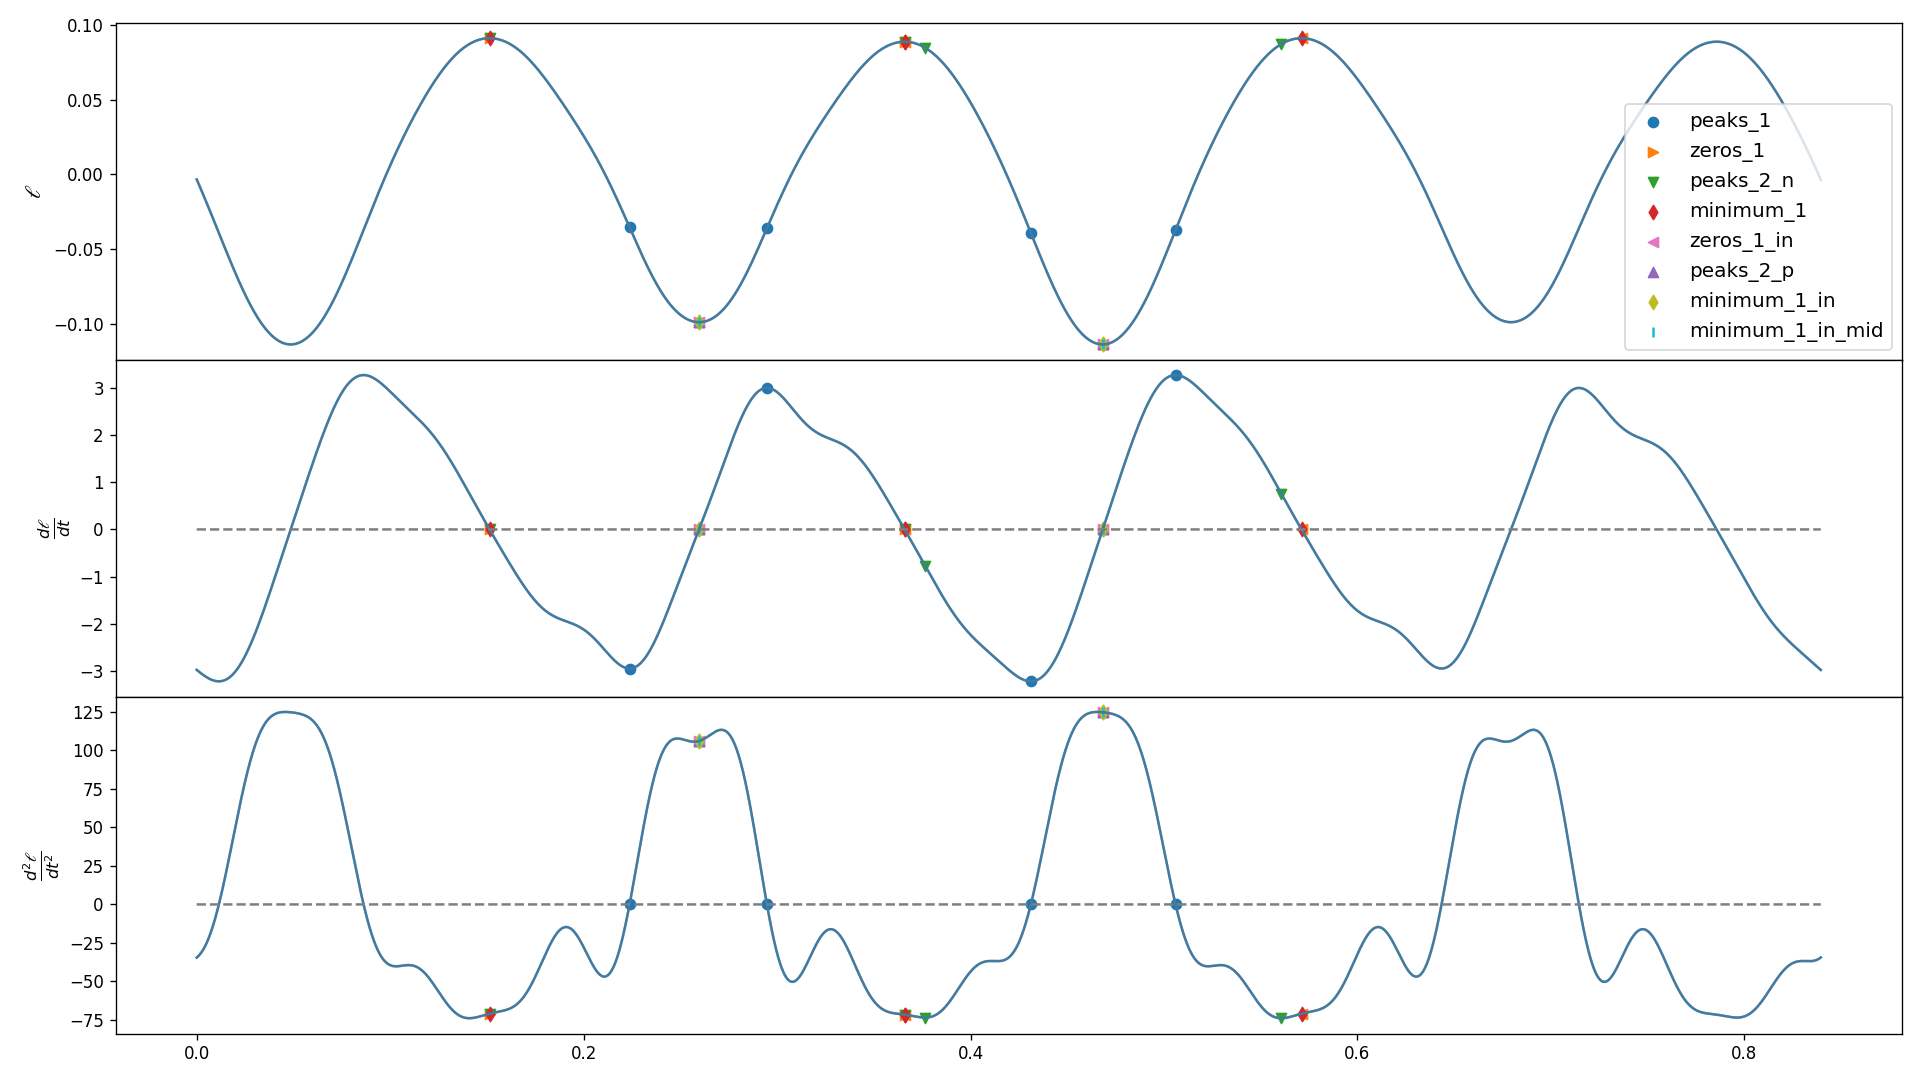 0.10
0.05
0.00
−0.05
−0.10
ℓ
peaks_1
zeros_1
peaks_2_n
minimum_1
zeros_1_in
peaks_2_p
minimum_1_in
minimum_1_in_mid
3
2
1
0
−1
−2
−3
dℓ
dt
125
100
75
50
25
0
−25
−50
−75
d²ℓ
dt²
0.0 0.2 0.4 0.6 0.8